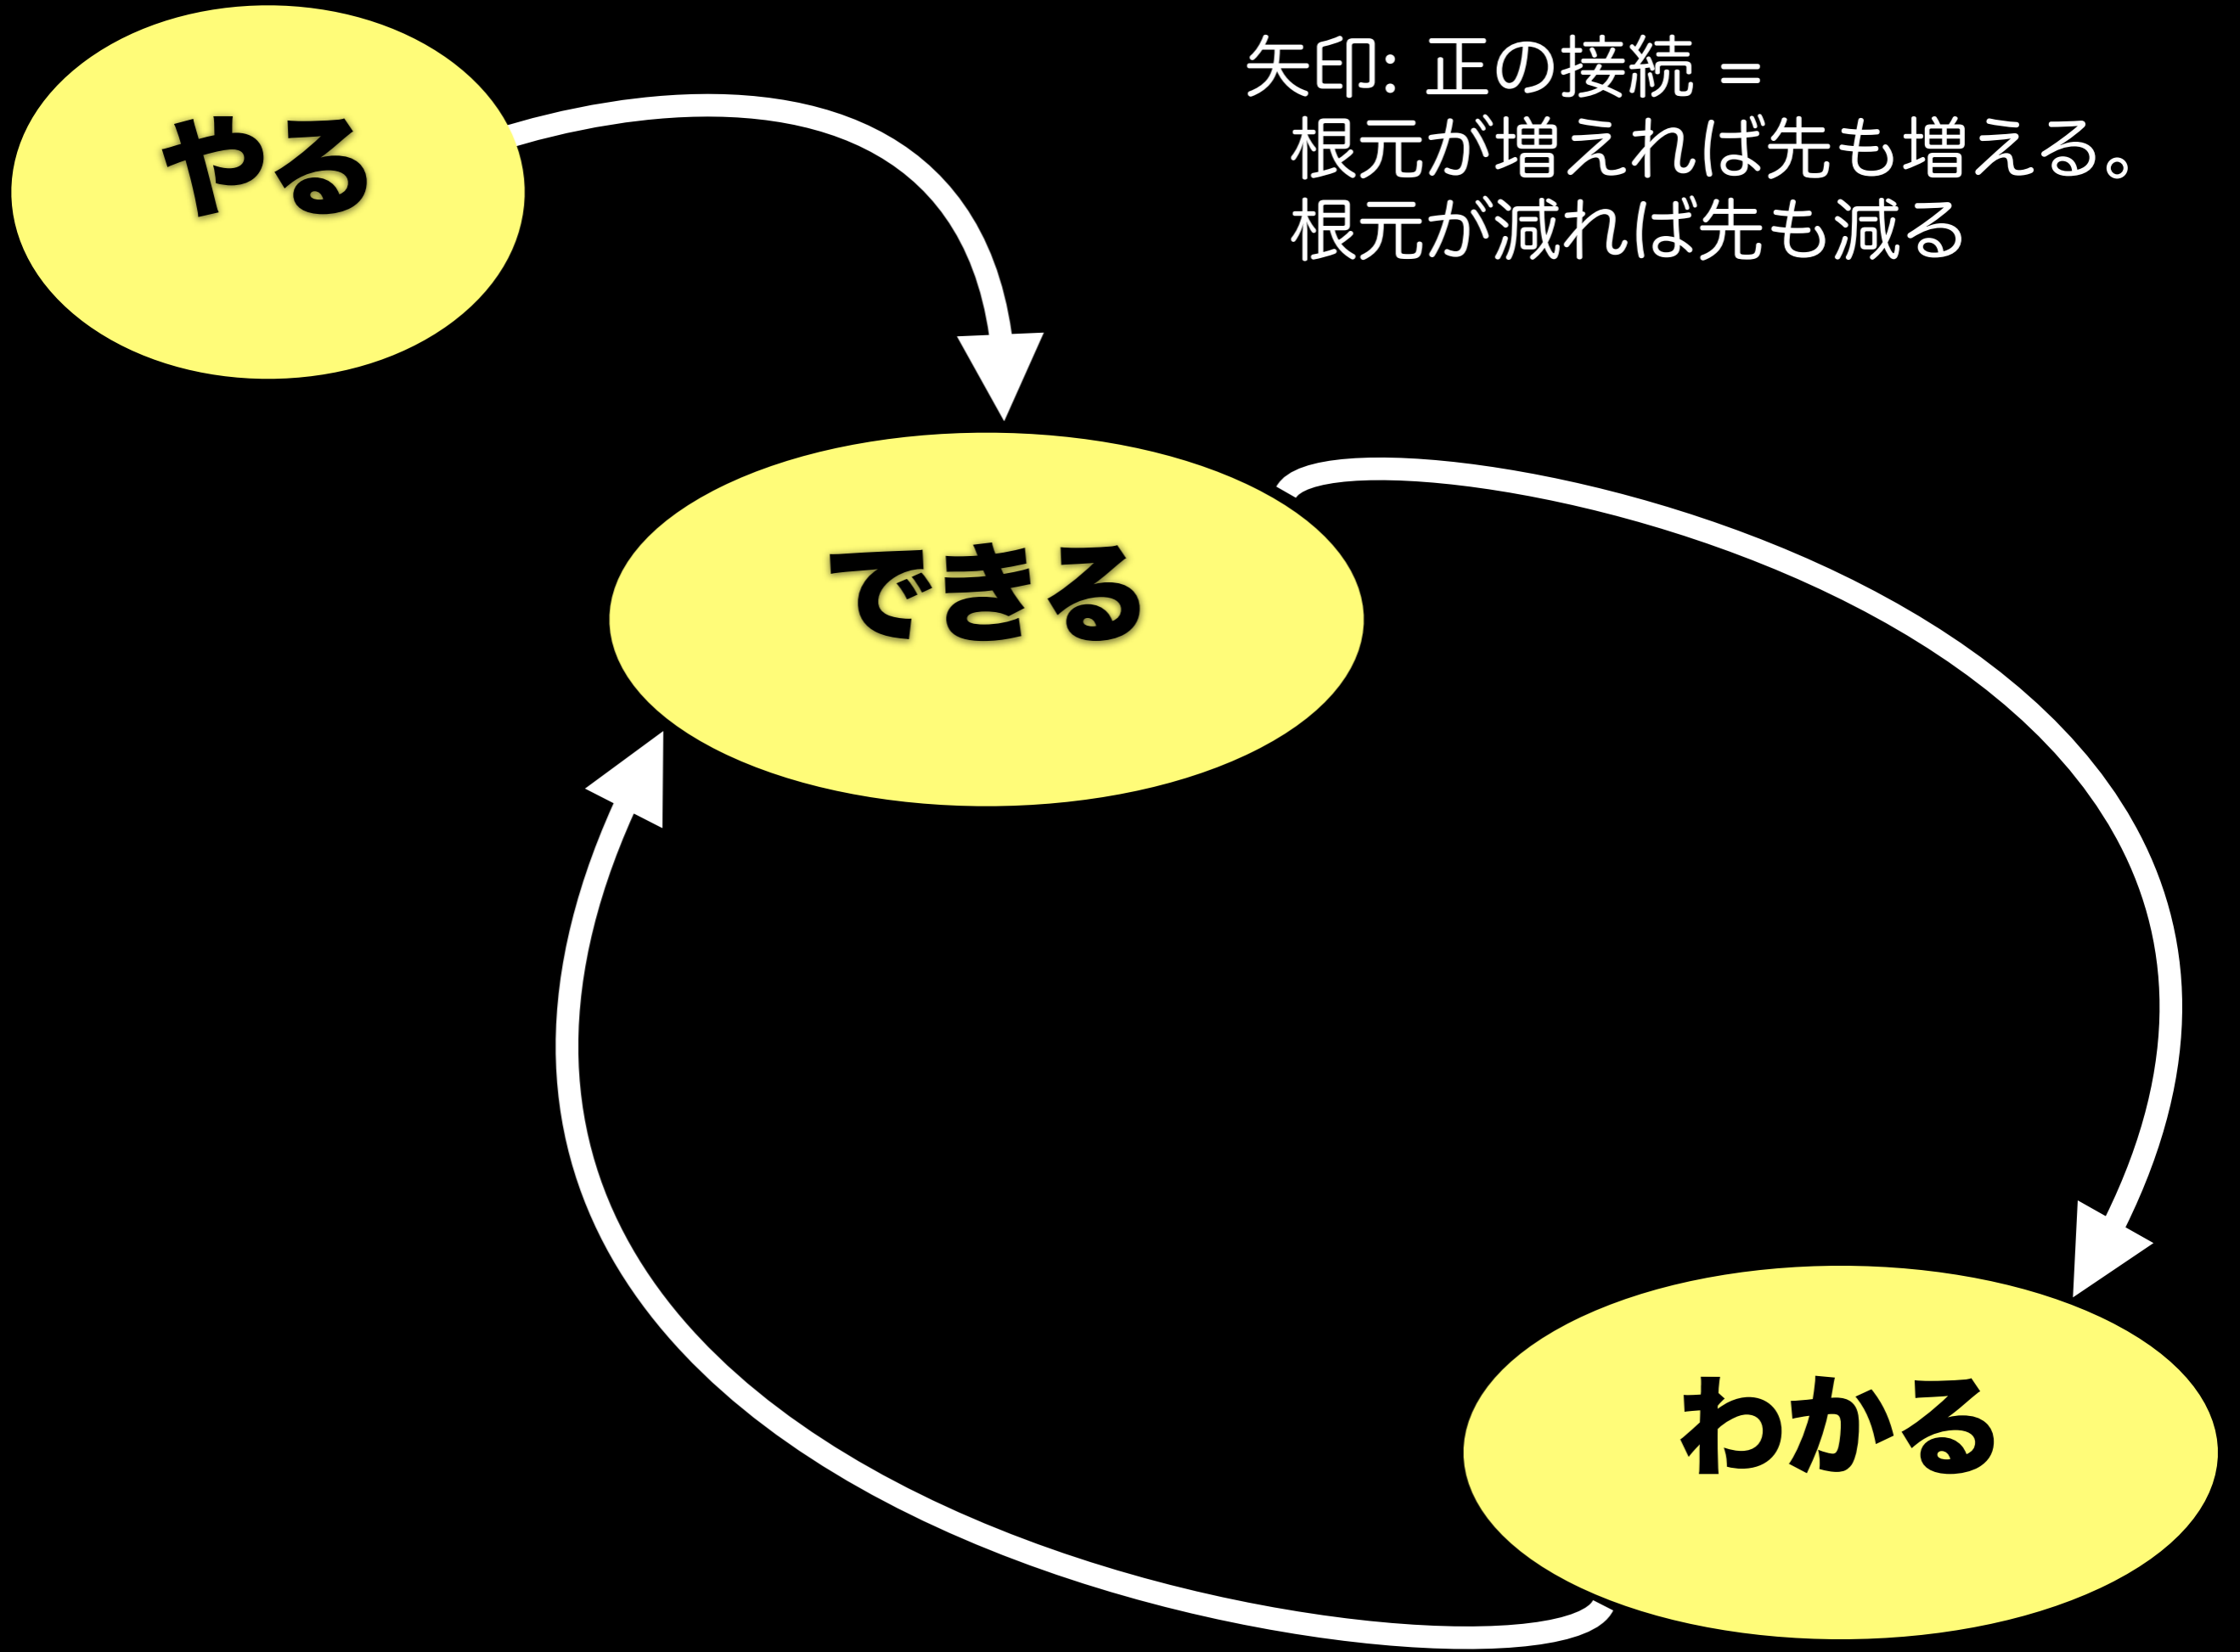 やる
矢印: 正の接続 =
根元が増えれば先も増える。
根元が減れば先も減る
できる
わかる